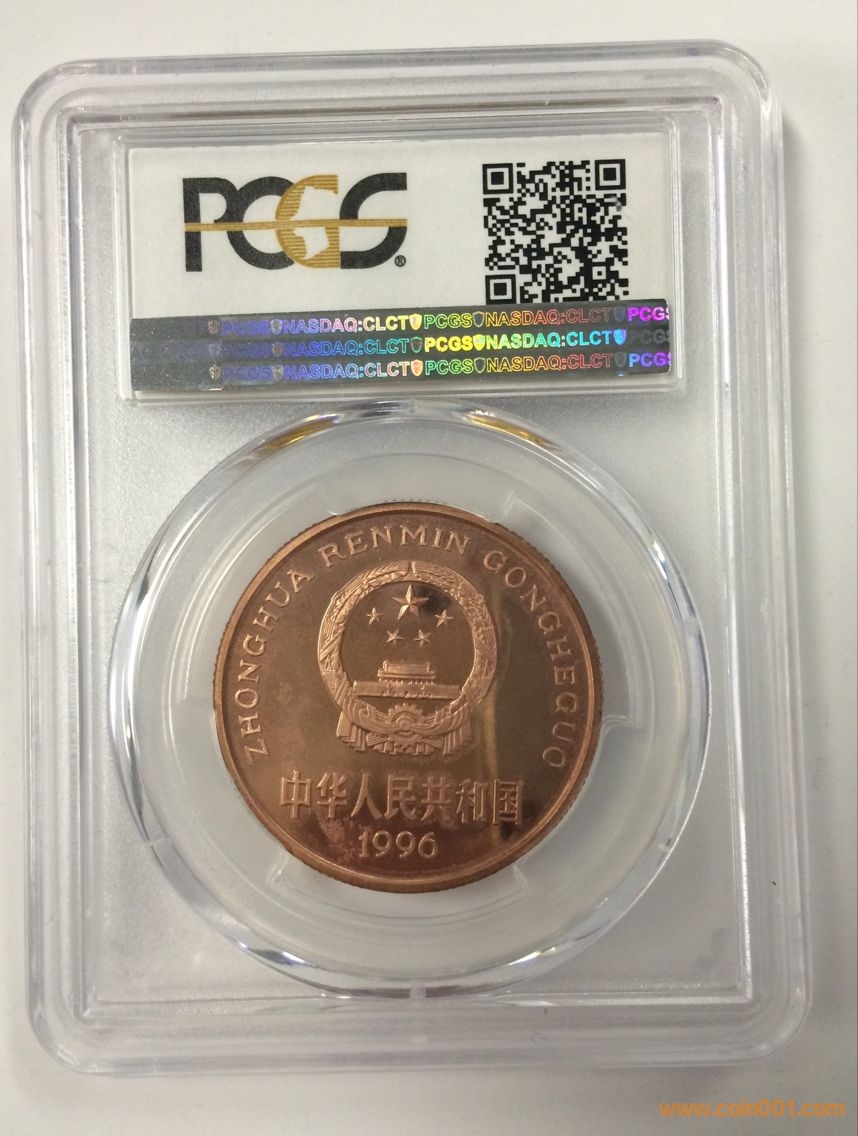 PCGS®
PCGS NASDAQ:CLCT PCGS NASDAQ:CLCT PCGS
PCGS NASDAQ:CLCT PCGS NASDAQ:CLCT PCGS
PCGS NASDAQ:CLCT PCGS NASDAQ:CLCT PCGS
ZHONGHUA RENMIN GONGHEGUO
中华人民共和国
1996
www.coin001.com